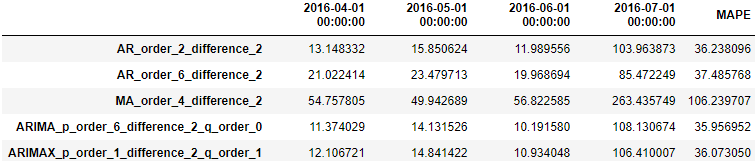 2016-04-01 00:00:00 2016-05-01 00:00:00 2016-06-01 00:00:00 2016-07-01 00:00:00 MAPE
AR_order_2_difference_2 13.148332 15.850624 11.989556 103.963873 36.238096
AR_order_6_difference_2 21.022414 23.479713 19.968694 85.472249 37.485768
MA_order_4_difference_2 54.757805 49.942689 56.822585 263.435749 106.239707
ARIMA_p_order_6_difference_2_q_order_0 11.374029 14.131526 10.191580 108.130674 35.956952
ARIMAX_p_order_1_difference_2_q_order_1 12.106721 14.841422 10.934048 106.410007 36.073050